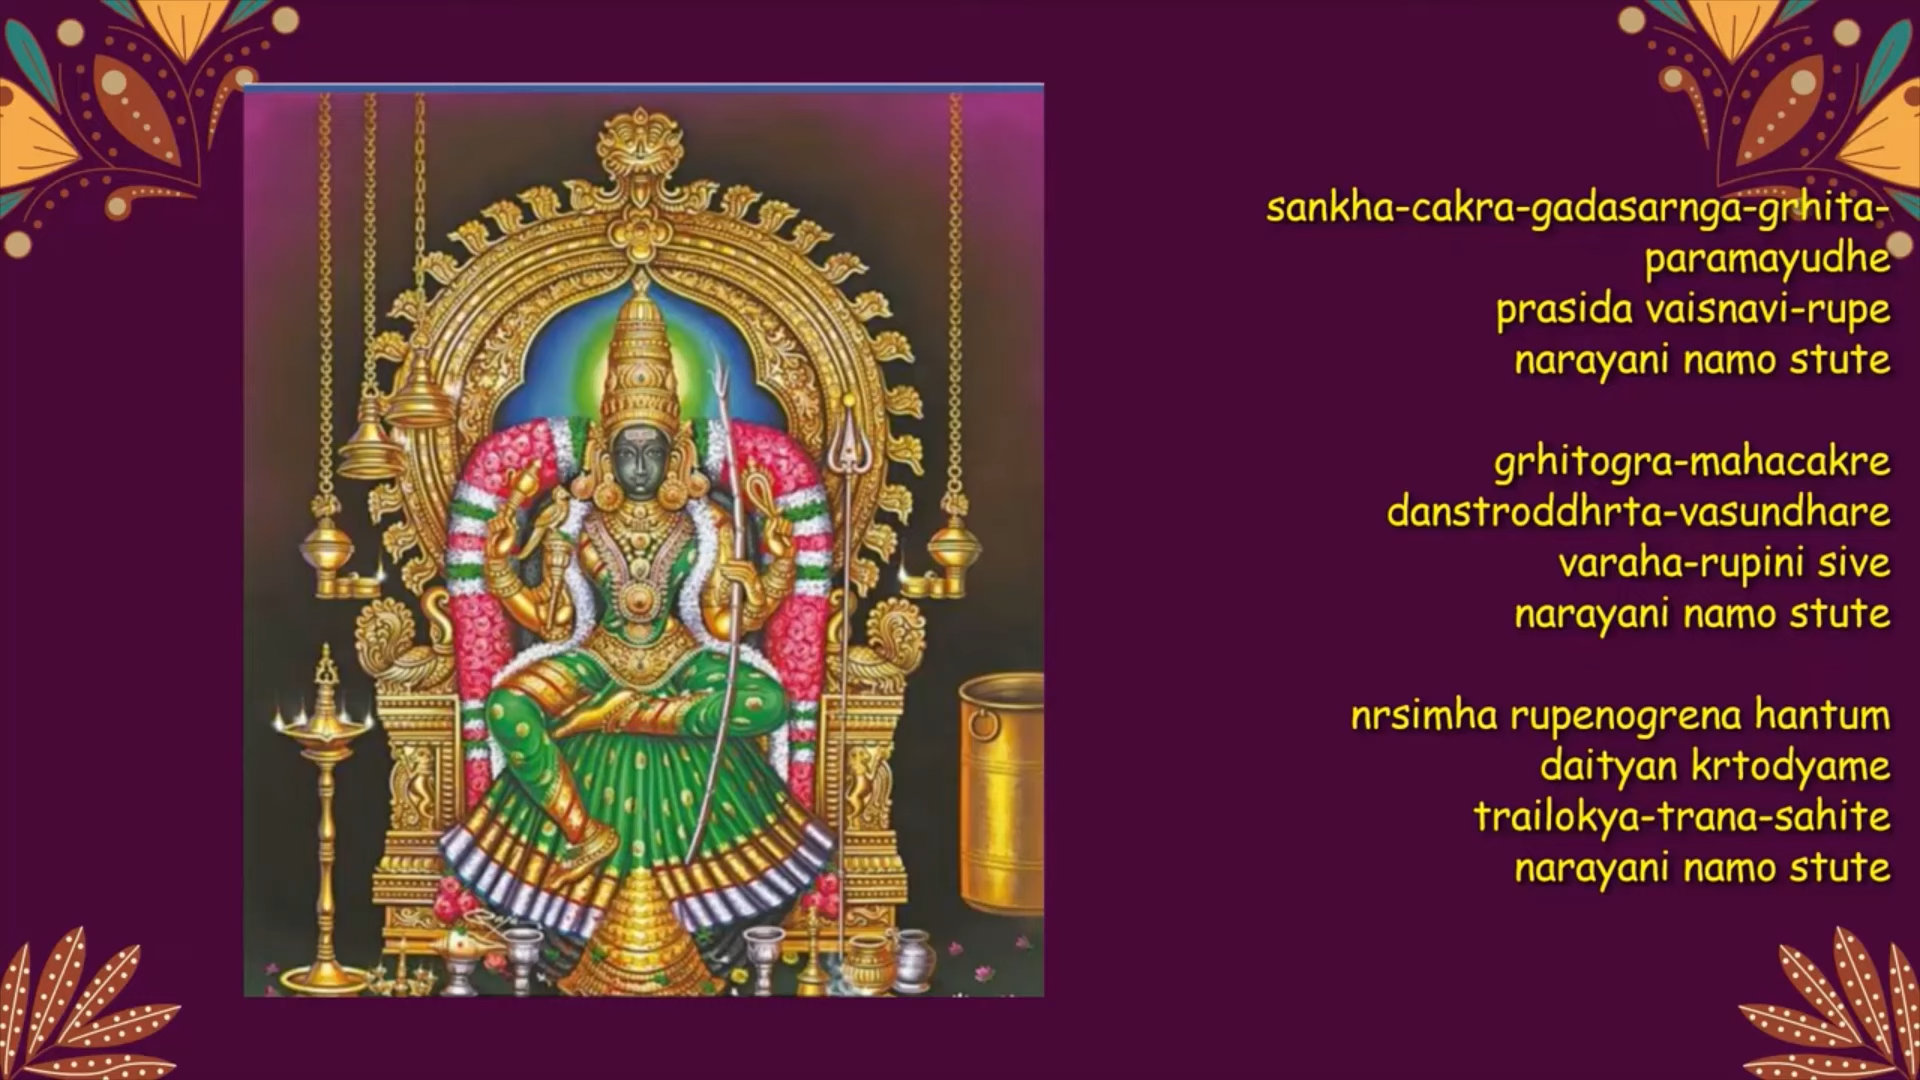 sankha-cakra-gadasarnga-grhita-
paramayudhe
prasida vaisnavi-rupe
narayani namo stute
grhitogra-mahacakre
danstroddhrta-vasundhare
varaha-rupini sive
narayani namo stute
nrsimha rupenogrena hantum
daityan krtodyame
trailokya-trana-sahite
narayani namo stute